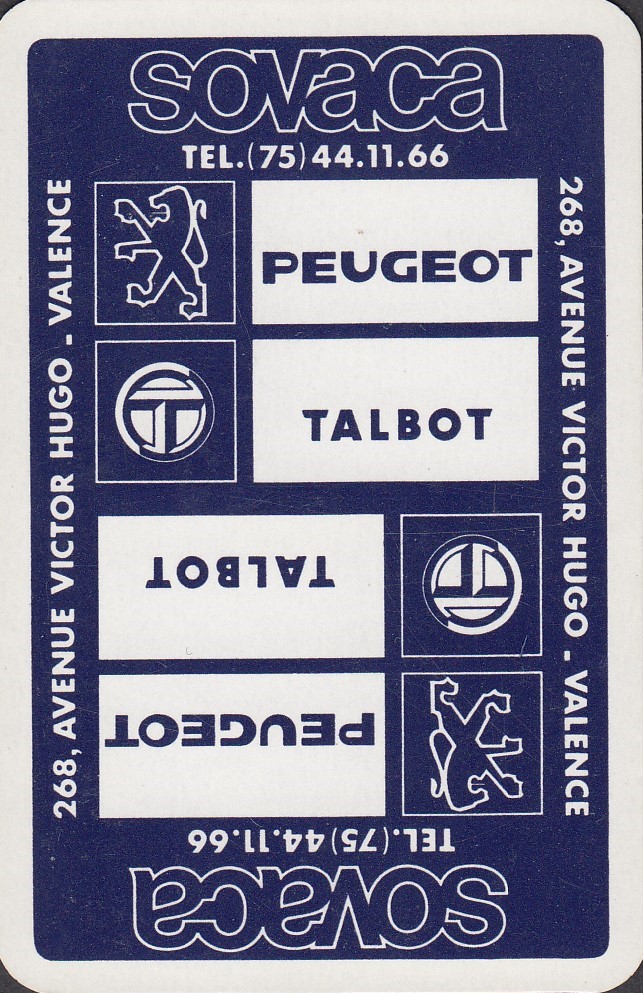 sovaca
TEL.(75)44.11.66
268, AVENUE VICTOR HUGO - VALENCE
268, AVENUE VICTOR HUGO - VALENCE
PEUGEOT
TALBOT
TALBOT
PEUGEOT
TEL.(75)44.11.66
sovaca